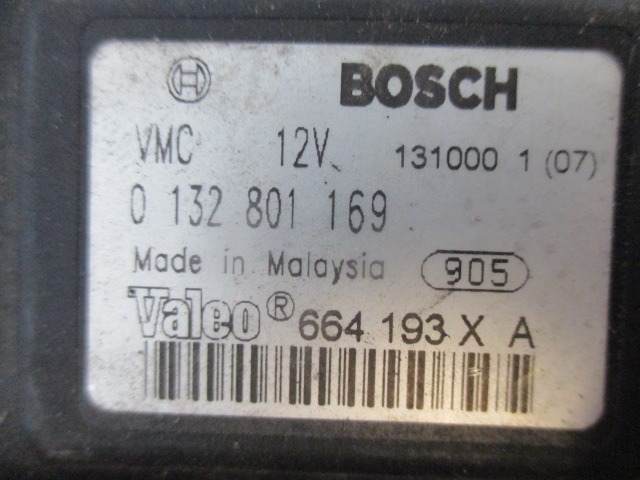 BOSCH
VMC 12V 131000 1 (07)
0 132 801 169
Made in Malaysia 905
Valeo® 664 193 X A